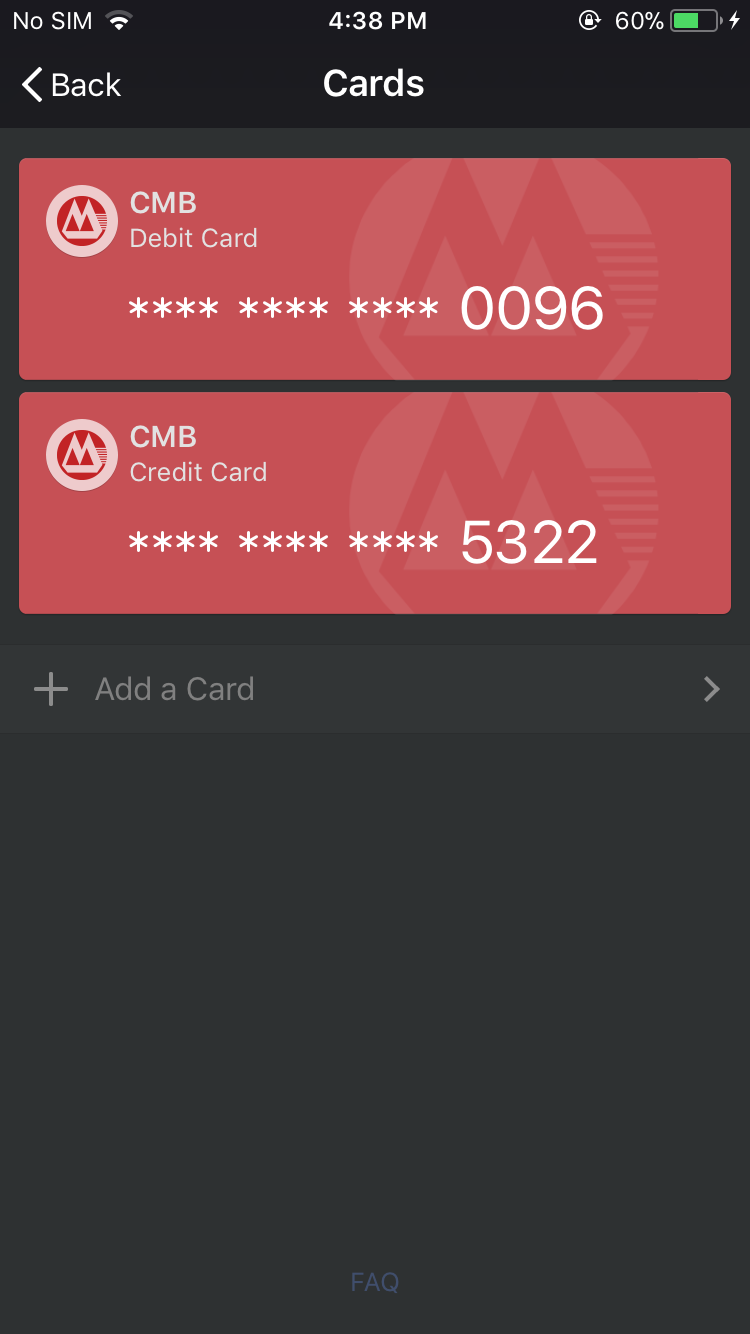 No SIM 4:38 PM 60%
Back Cards
CMB
Debit Card
**** **** **** 0096
CMB
Credit Card
**** **** **** 5322
Add a Card
FAQ